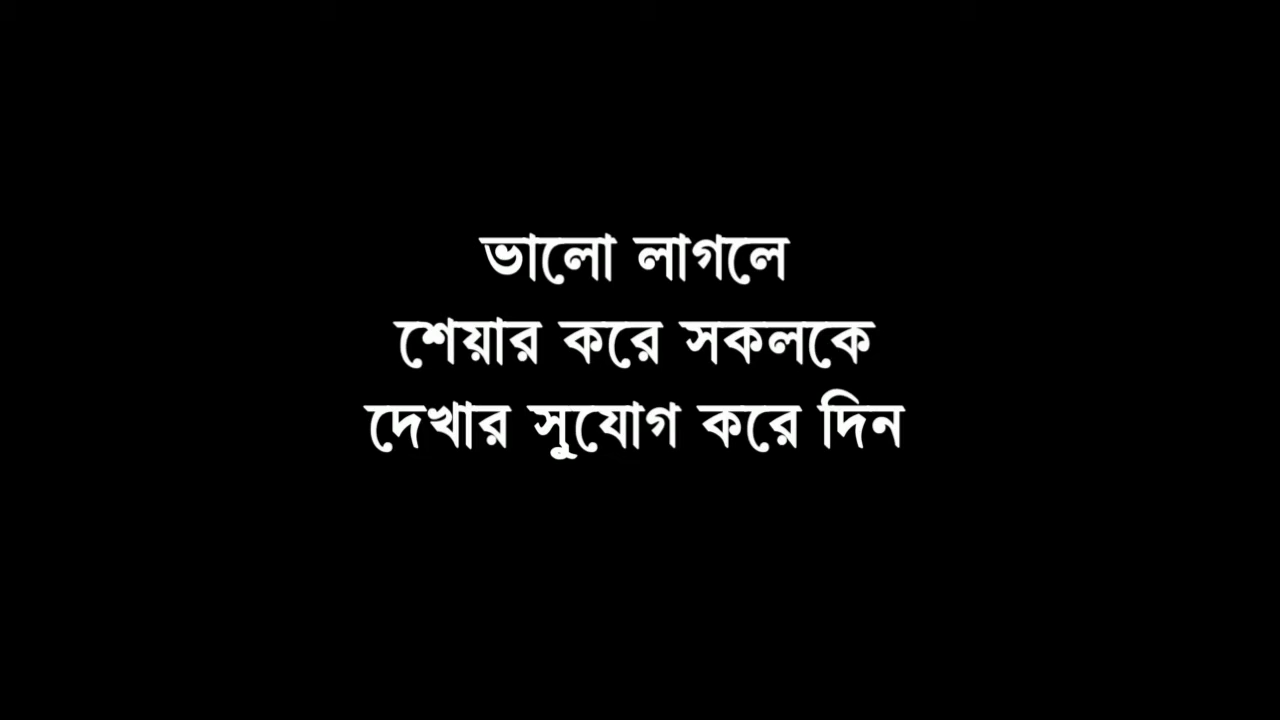 ভালো লাগলে
শেয়ার করে সকলকে
দেখার সুযোগ করে দিন